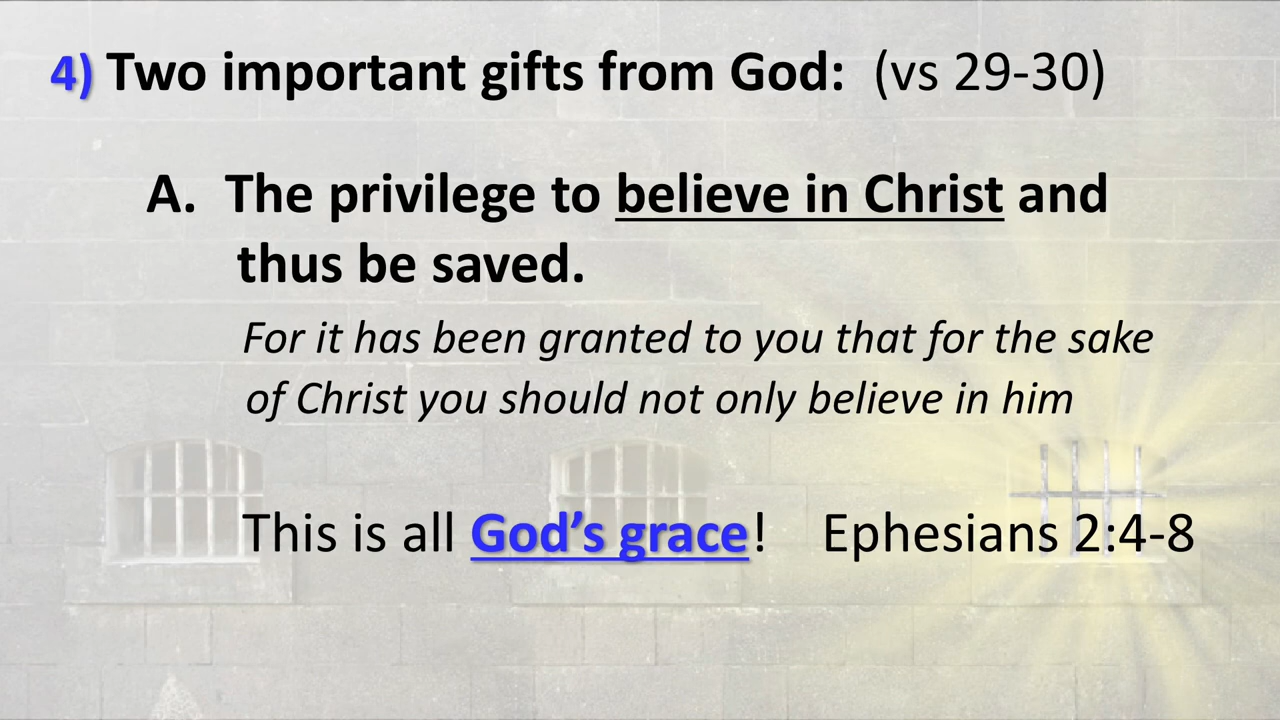 4) Two important gifts from God: (vs 29-30)
A. The privilege to believe in Christ and
thus be saved.
For it has been granted to you that for the sake
of Christ you should not only believe in him
This is all God’s grace! Ephesians 2:4-8